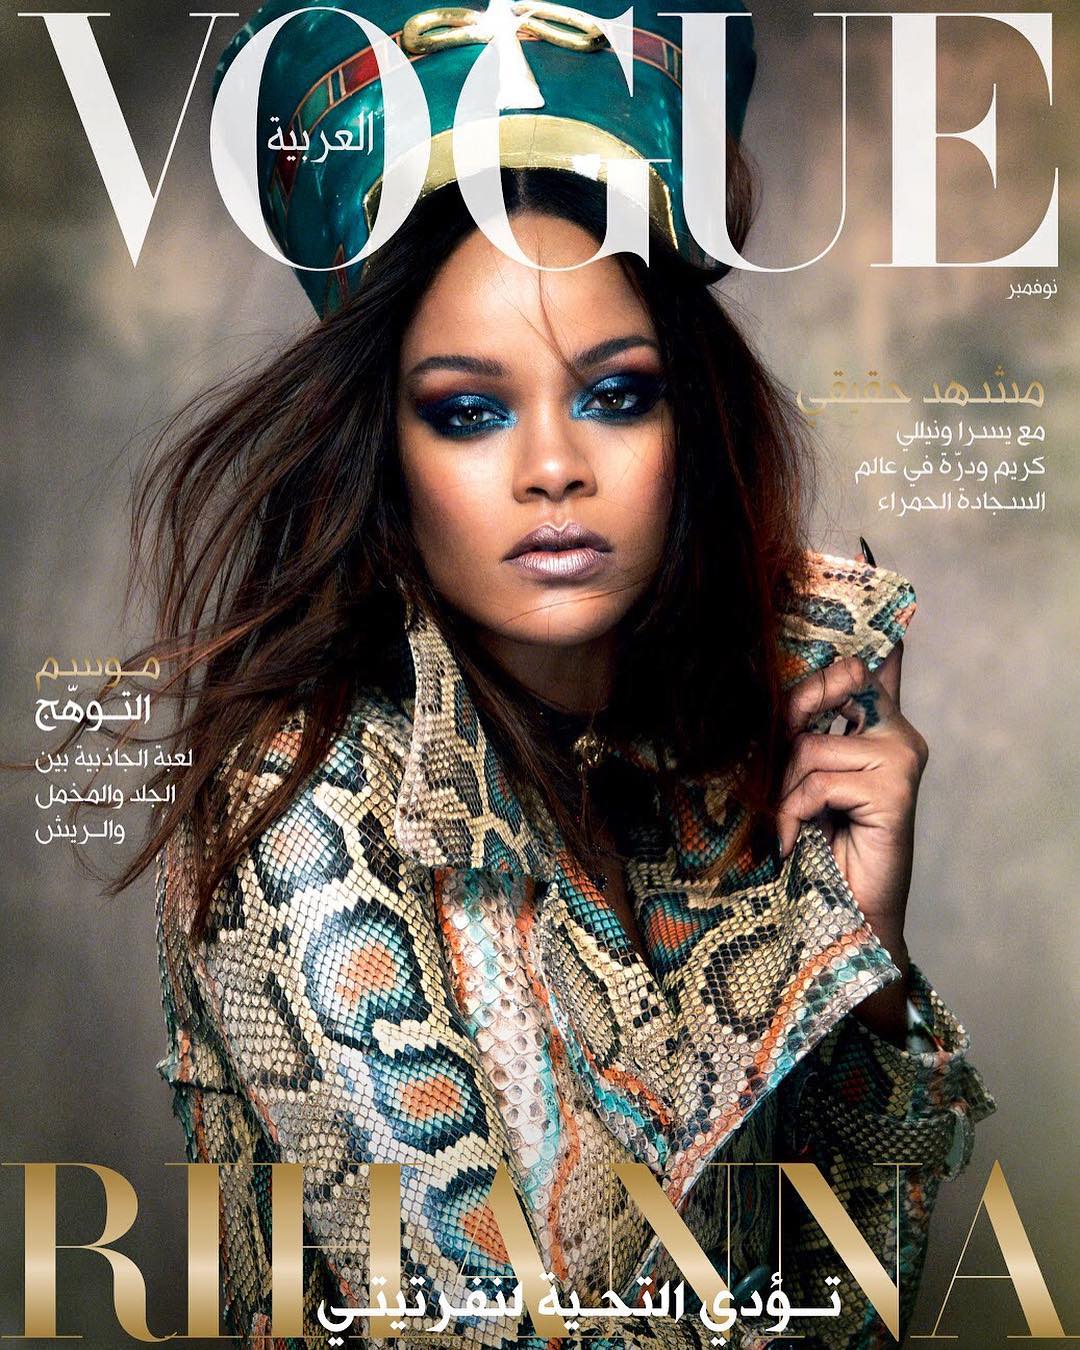 VOGUE
العربية
نوفمبر
مشهد حقيقي
مع يسرا ونيللي
كريم ودرّة في عالم
السجادة الحمراء
موسم
التوهّج
لعبة الجاذبية بين
الجلد والمخمل
والريش
RIHANNA
تؤدي التحية لنفرتيتي